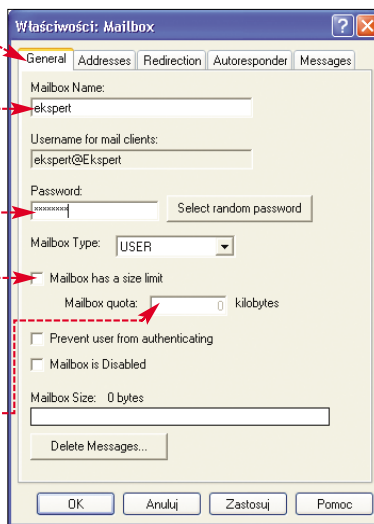 Właściwości: Mailbox
General Addresses Redirection Autoresponder Messages
Mailbox Name:
ekspert
Username for mail clients:
ekspert@Ekspert
Password:
xxxxxxxx Select random password
Mailbox Type: USER
Mailbox has a size limit
Mailbox quota: 0 kilobytes
Prevent user from authenticating
Mailbox is Disabled
Mailbox Size: 0 bytes
Delete Messages...
OK Anuluj Zastosuj Pomoc